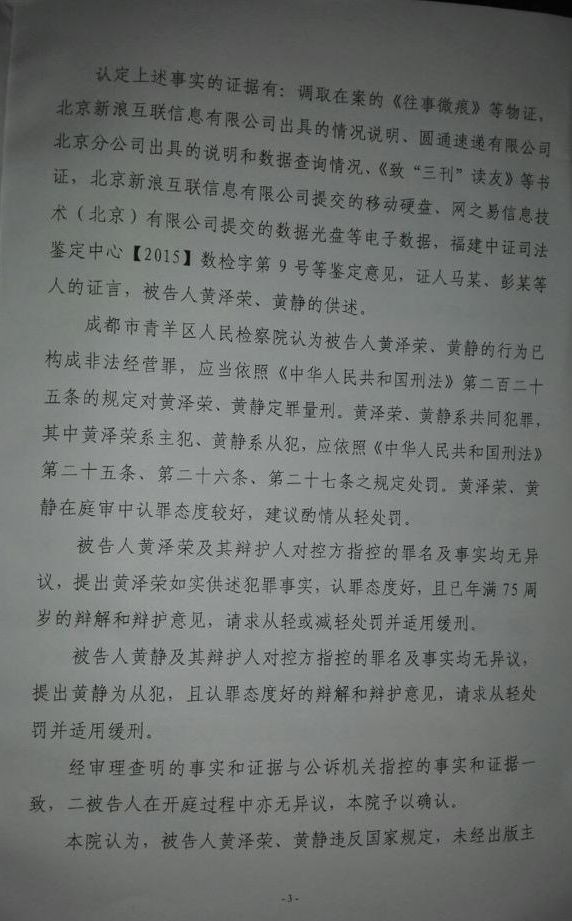 认定上述事实的证据有：调取在案的《往事微痕》等物证，
北京新浪互联信息有限公司出具的情况说明、圆通速递有限公司
北京分公司出具的说明和数据查询情况、《致“三刊”读友》等书
证，北京新浪互联信息有限公司提交的移动硬盘、网之易信息技
术（北京）有限公司提交的数据光盘等电子数据，福建中证司法
鉴定中心【2015】数检字第 9 号等鉴定意见，证人马某、彭某等
人的证言，被告人黄泽荣、黄静的供述。
成都市青羊区人民检察院认为被告人黄泽荣、黄静的行为已
构成非法经营罪，应当依照《中华人民共和国刑法》第二百二十
五条的规定对黄泽荣、黄静定罪量刑。黄泽荣、黄静系共同犯罪，
其中黄泽荣系主犯、黄静系从犯，应依照《中华人民共和国刑法》
第二十五条、第二十六条、第二十七条之规定处罚。黄泽荣、黄
静在庭审中认罪态度较好，建议酌情从轻处罚。
被告人黄泽荣及其辩护人对控方指控的罪名及事实均无异
议，提出黄泽荣如实供述犯罪事实，认罪态度好，且已年满 75 周
岁的辩解和辩护意见，请求从轻或减轻处罚并适用缓刑。
被告人黄静及其辩护人对控方指控的罪名及事实均无异议，
提出黄静为从犯，且认罪态度好的辩解和辩护意见，请求从轻处
罚并适用缓刑。
经审理查明的事实和证据与公诉机关指控的事实和证据一
致，二被告人在开庭过程中亦无异议，本院予以确认。
本院认为，被告人黄泽荣、黄静违反国家规定，未经出版主
- 3 -